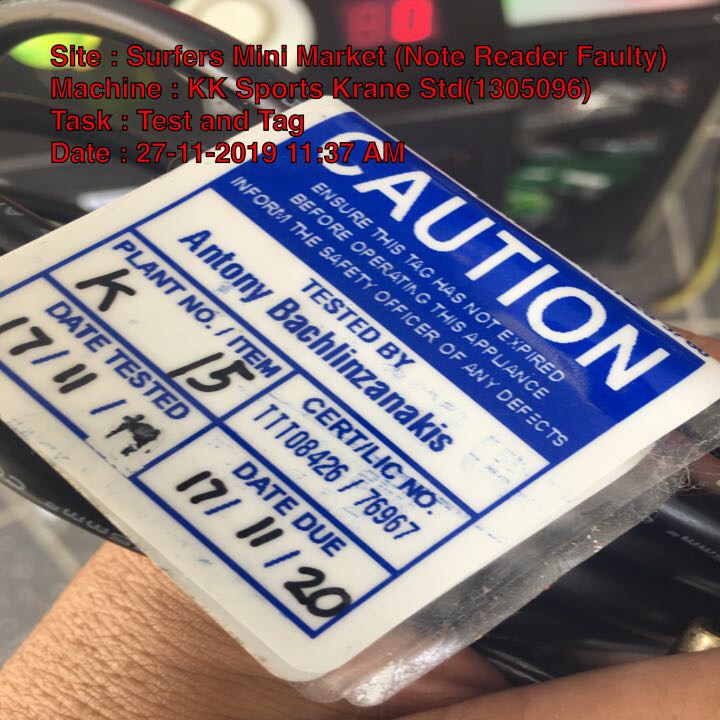 Site : Surfers Mini Market (Note Reader Faulty)
Machine : KK Sports Krane Std(1305096)
Task : Test and Tag
Date : 27-11-2019 11:37 AM
CAUTION
ENSURE THIS TAG HAS NOT EXPIRED
BEFORE OPERATING THIS APPLIANCE
INFORM THE SAFETY OFFICER OF ANY DEFECTS
TESTED BY
Antony Bachlinzanakis
PLANT NO. / ITEM
K 15
CERT/LIC NO.
TTT08426 / 76967
DATE TESTED
17/11/19
DATE DUE
17/11/20